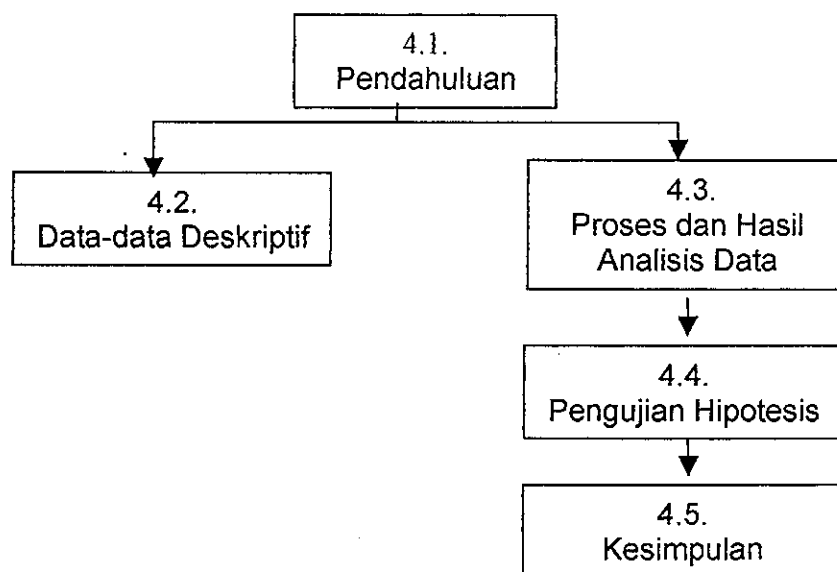 4.1.
Pendahuluan
4.2.
Data-data Deskriptif
4.3.
Proses dan Hasil
Analisis Data
4.4.
Pengujian Hipotesis
4.5.
Kesimpulan